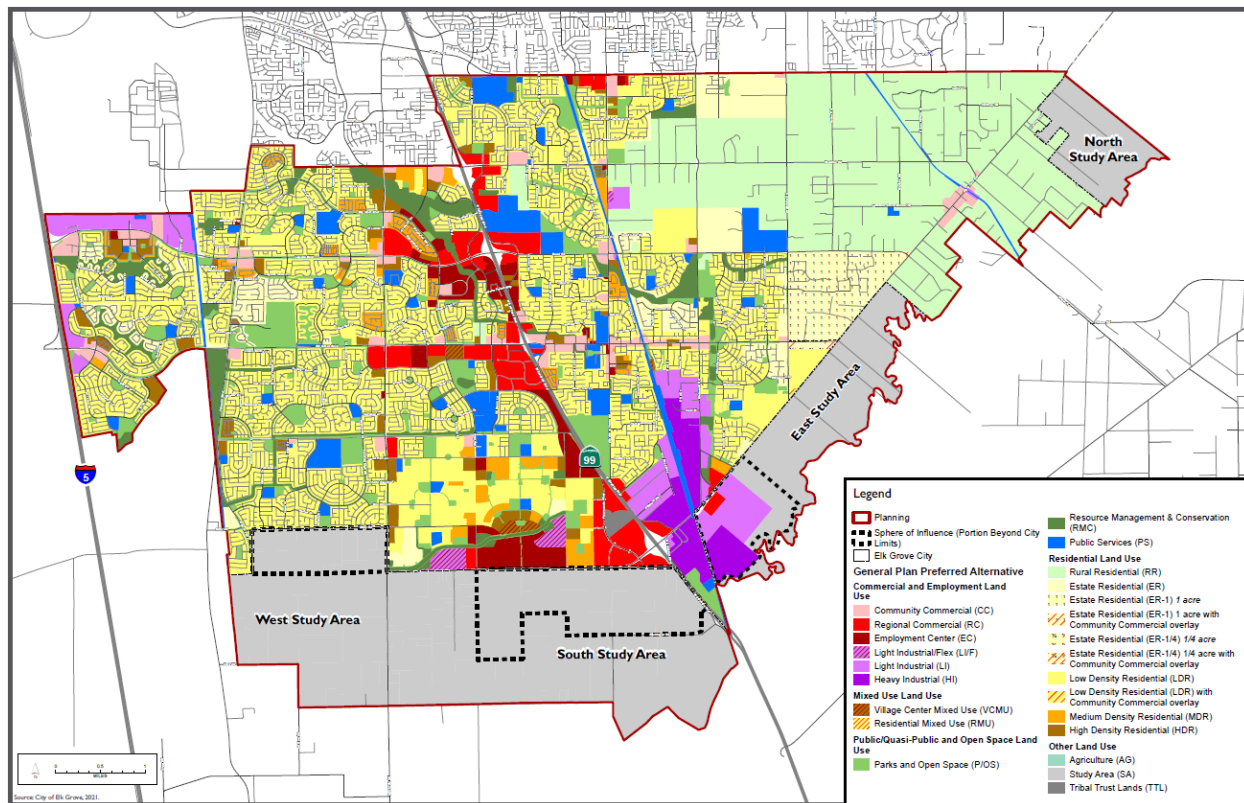 North
Study Area
East Study Area
99
5
West Study Area
South Study Area
0 0.5 1
MILES
Source: City of Elk Grove, 2021.
Legend
Planning
Sphere of Influence (Portion Beyond City
Limits)
Elk Grove City
General Plan Preferred Alternative
Commercial and Employment Land
Use
Community Commercial (CC)
Regional Commercial (RC)
Employment Center (EC)
Light Industrial/Flex (LI/F)
Light Industrial (LI)
Heavy Industrial (HI)
Mixed Use Land Use
Village Center Mixed Use (VCMU)
Residential Mixed Use (RMU)
Public/Quasi-Public and Open Space Land
Use
Parks and Open Space (P/OS)
Resource Management & Conservation
(RMC)
Public Services (PS)
Residential Land Use
Rural Residential (RR)
Estate Residential (ER)
Estate Residential (ER-1) 1 acre
Estate Residential (ER-1) 1 acre with
Community Commercial overlay
Estate Residential (ER-1/4) 1/4 acre
Estate Residential (ER-1/4) 1/4 acre with
Community Commercial overlay
Low Density Residential (LDR)
Low Density Residential (LDR) with
Community Commercial overlay
Medium Density Residential (MDR)
High Density Residential (HDR)
Other Land Use
Agriculture (AG)
Study Area (SA)
Tribal Trust Lands (TTL)